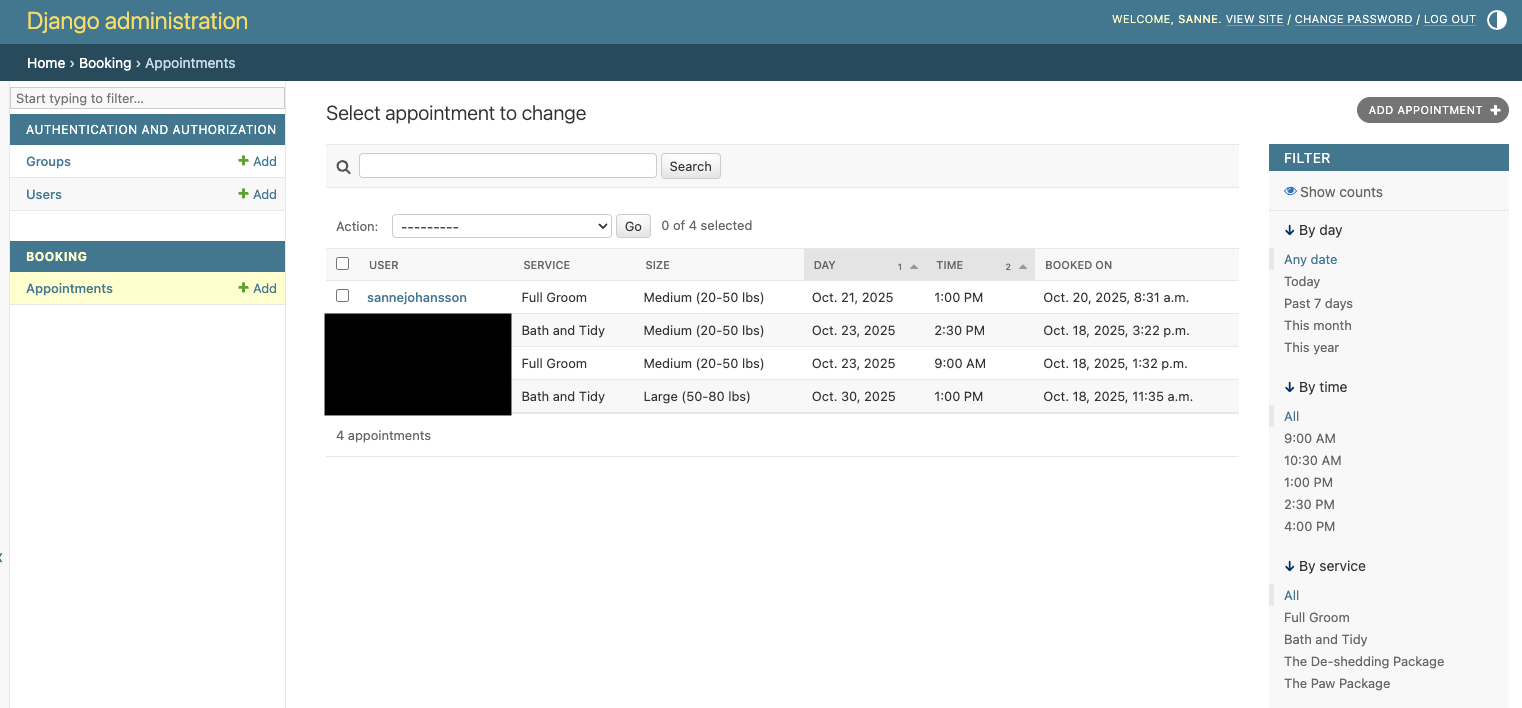 Django administration
WELCOME, SANNE. VIEW SITE / CHANGE PASSWORD / LOG OUT
Home › Booking › Appointments
Start typing to filter...
AUTHENTICATION AND AUTHORIZATION
Groups + Add
Users + Add
BOOKING
Appointments + Add
Select appointment to change
ADD APPOINTMENT +
Search
Action: --------- Go 0 of 4 selected
USER SERVICE SIZE DAY 1 TIME 2 BOOKED ON
sannejohansson Full Groom Medium (20-50 lbs) Oct. 21, 2025 1:00 PM Oct. 20, 2025, 8:31 a.m.
Bath and Tidy Medium (20-50 lbs) Oct. 23, 2025 2:30 PM Oct. 18, 2025, 3:22 p.m.
Full Groom Medium (20-50 lbs) Oct. 23, 2025 9:00 AM Oct. 18, 2025, 1:32 p.m.
Bath and Tidy Large (50-80 lbs) Oct. 30, 2025 1:00 PM Oct. 18, 2025, 11:35 a.m.
4 appointments
FILTER
Show counts
↓ By day
Any date
Today
Past 7 days
This month
This year
↓ By time
All
9:00 AM
10:30 AM
1:00 PM
2:30 PM
4:00 PM
↓ By service
All
Full Groom
Bath and Tidy
The De-shedding Package
The Paw Package